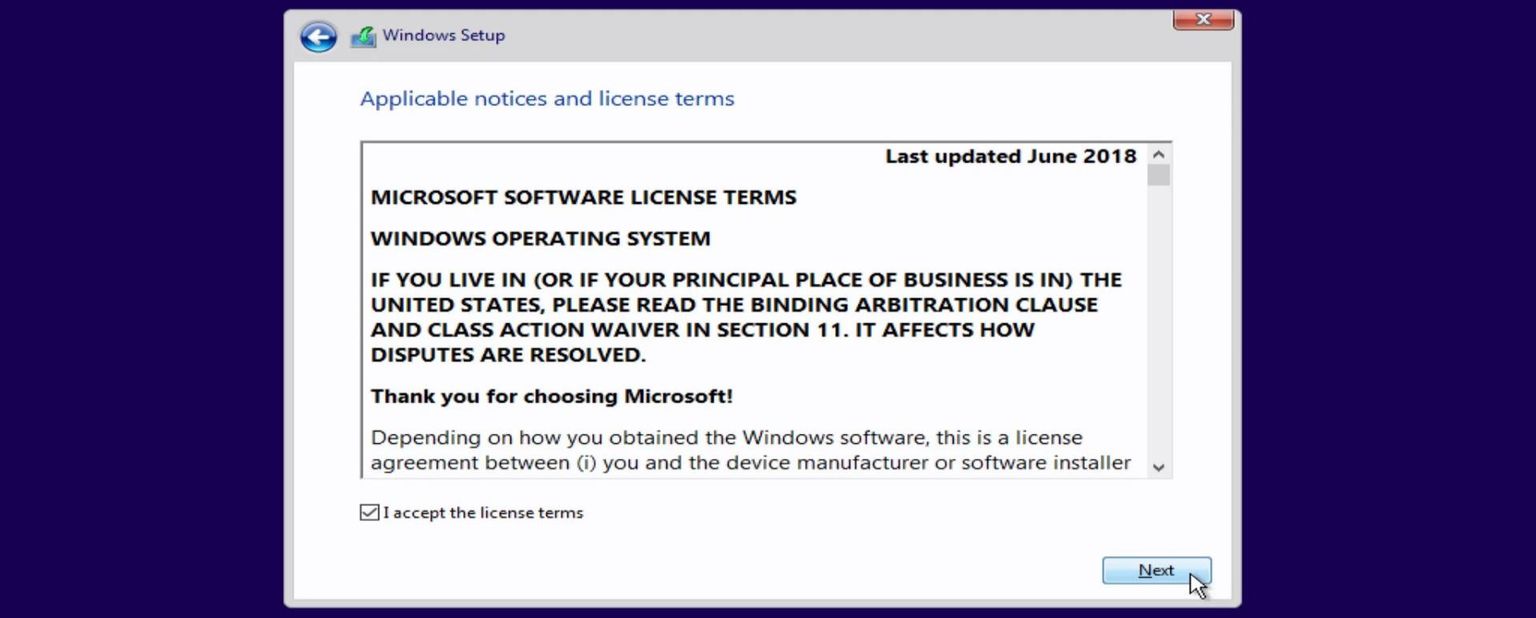 Windows Setup
Applicable notices and license terms
Last updated June 2018
MICROSOFT SOFTWARE LICENSE TERMS
WINDOWS OPERATING SYSTEM
IF YOU LIVE IN (OR IF YOUR PRINCIPAL PLACE OF BUSINESS IS IN) THE
UNITED STATES, PLEASE READ THE BINDING ARBITRATION CLAUSE
AND CLASS ACTION WAIVER IN SECTION 11. IT AFFECTS HOW
DISPUTES ARE RESOLVED.
Thank you for choosing Microsoft!
Depending on how you obtained the Windows software, this is a license
agreement between (i) you and the device manufacturer or software installer
I accept the license terms
Next